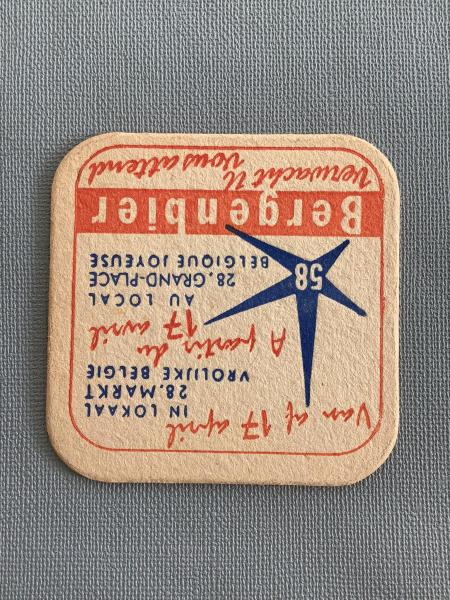 Van af 17 april
IN LOKAAL
28. MARKT
VROLIJKE BELGIE
A partir du
17 avril
AU LOCAL
28. GRAND-PLACE
BELGIQUE JOYEUSE
58
Bergenbier
verwacht U
vous attend